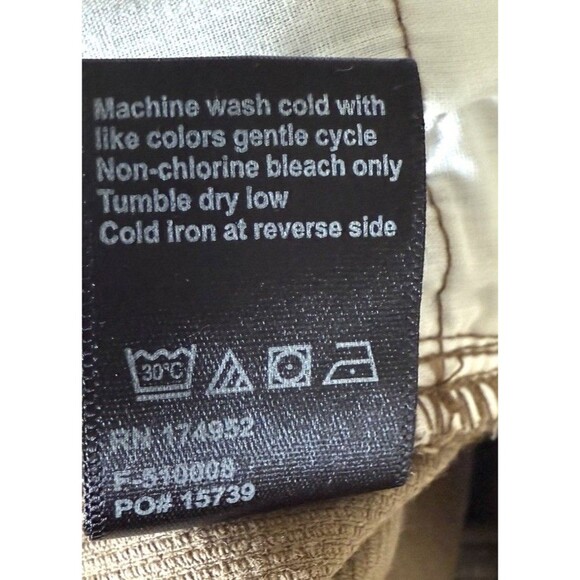 Machine wash cold with
like colors gentle cycle
Non-chlorine bleach only
Tumble dry low
Cold Iron at reverse side
30°C
RN 174952
F-510008
PO# 15739